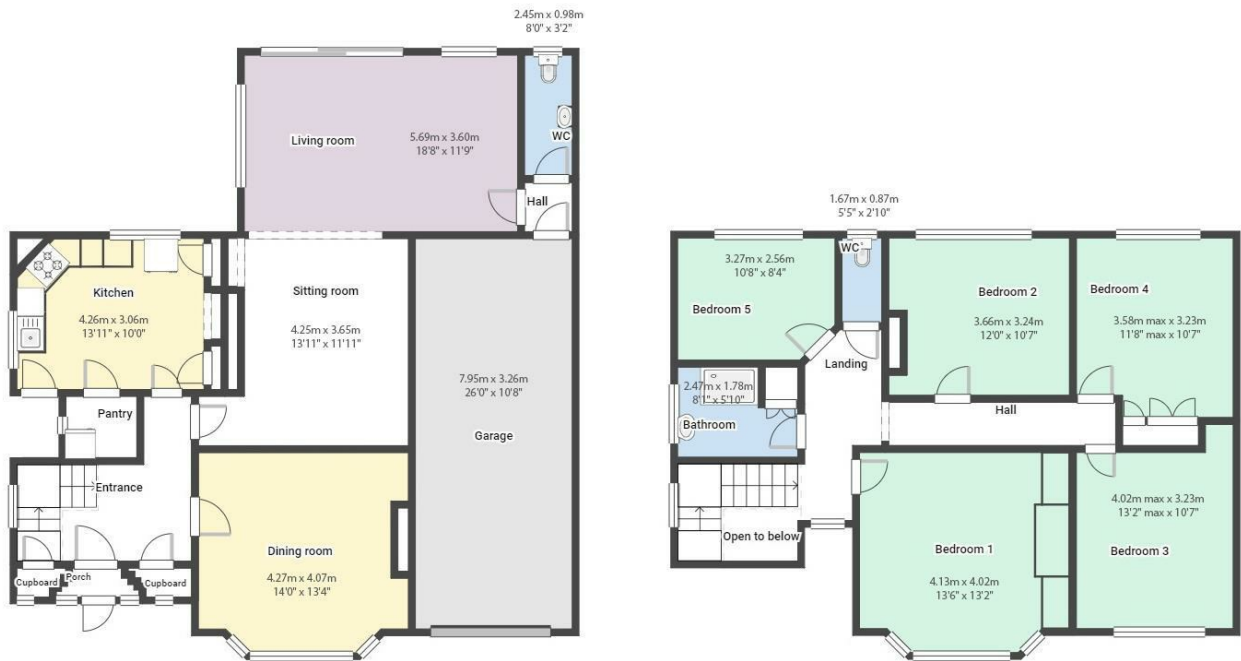 2.45m x 0.98m
8'0" x 3'2"
WC
Living room
5.69m x 3.60m
18'8" x 11'9"
Hall
Kitchen
4.26m x 3.06m
13'11" x 10'0"
Sitting room
4.25m x 3.65m
13'11" x 11'11"
7.95m x 3.26m
26'0" x 10'8"
Garage
Pantry
Entrance
Dining room
4.27m x 4.07m
14'0" x 13'4"
Cupboard
Porch
Cupboard
1.67m x 0.87m
5'5" x 2'10"
WC
3.27m x 2.56m
10'8" x 8'4"
Bedroom 5
Bedroom 2
3.66m x 3.24m
12'0" x 10'7"
Bedroom 4
3.58m max x 3.23m
11'8" max x 10'7"
Landing
2.47m x 1.78m
8'1" x 5'10"
Bathroom
Hall
Open to below
Bedroom 1
4.13m x 4.02m
13'6" x 13'2"
4.02m max x 3.23m
13'2" max x 10'7"
Bedroom 3